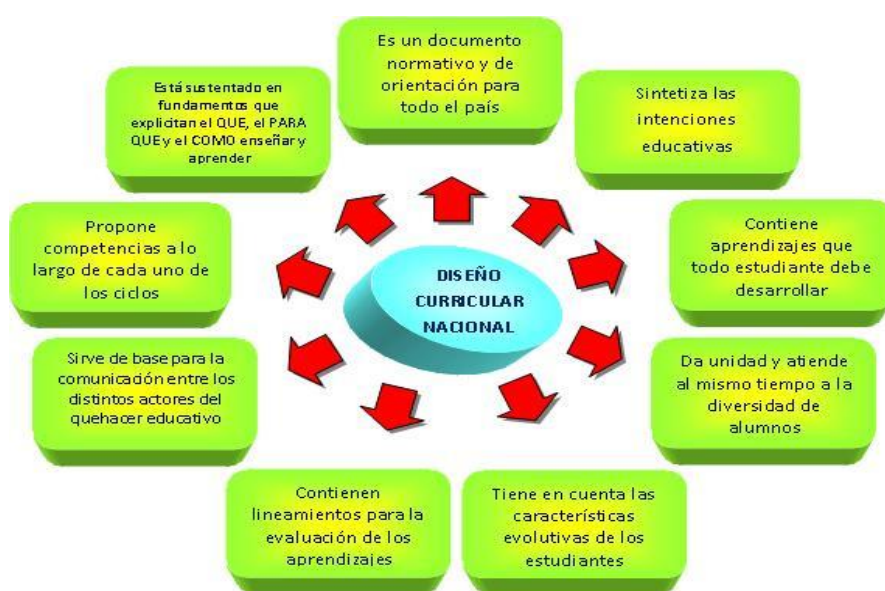 Es un documento
normativo y de
orientación para
todo el país
Sintetiza las
intenciones
educativas
Contiene
aprendizajes que
todo estudiante debe
desarrollar
Da unidad y atiende
al mismo tiempo a la
diversidad de
alumnos
Tiene en cuenta las
características
evolutivas de los
estudiantes
Contienen
lineamientos para la
evaluación de los
aprendizajes
Sirve de base para la
comunicación entre los
distintos actores del
quehacer educativo
Propone
competencias a lo
largo de cada uno de
los ciclos
Está sustentado en
fundamentos que
explicitan el QUE, el PARA
QUE y el COMO enseñar y
aprender
DISEÑO
CURRICULAR
NACIONAL